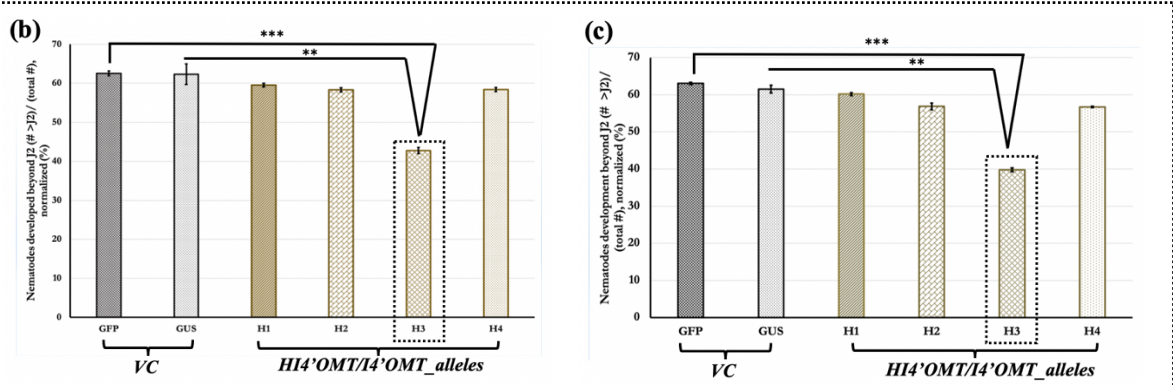 (b)
***
**
70
60
50
40
30
20
10
0
Nematodes developed beyond J2 (# >J2)/ (total #),
normalized (%)
GFP GUS H1 H2 H3 H4
VC HI4'OMT/I4'OMT_alleles
(c)
***
**
70
60
50
40
30
20
10
0
Nematodes development beyond J2 (# >J2)/
(total #), normalized (%)
GFP GUS H1 H2 H3 H4
VC HI4'OMT/I4'OMT_alleles